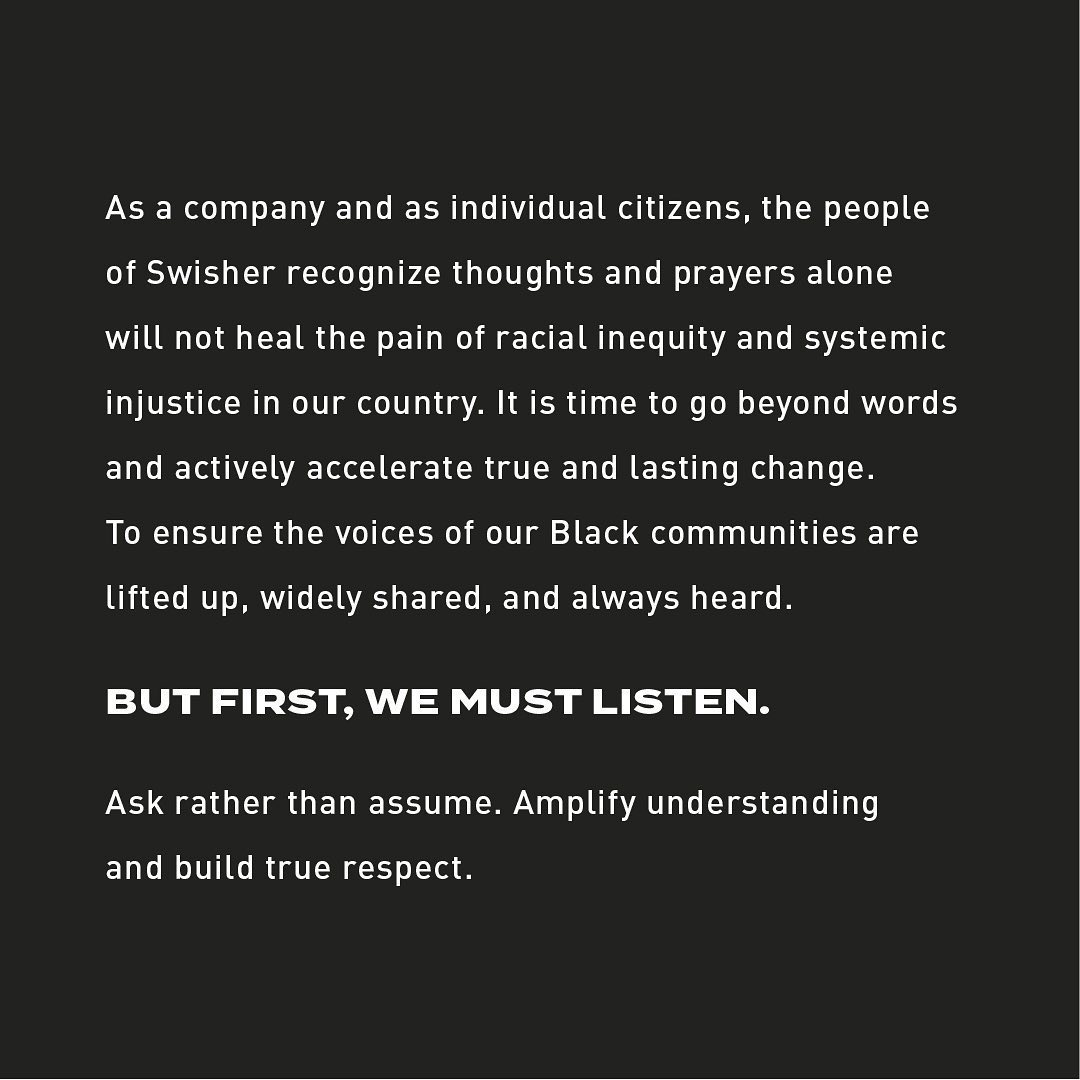 As a company and as individual citizens, the people
of Swisher recognize thoughts and prayers alone
will not heal the pain of racial inequity and systemic
injustice in our country. It is time to go beyond words
and actively accelerate true and lasting change.
To ensure the voices of our Black communities are
lifted up, widely shared, and always heard.
BUT FIRST, WE MUST LISTEN.
Ask rather than assume. Amplify understanding
and build true respect.